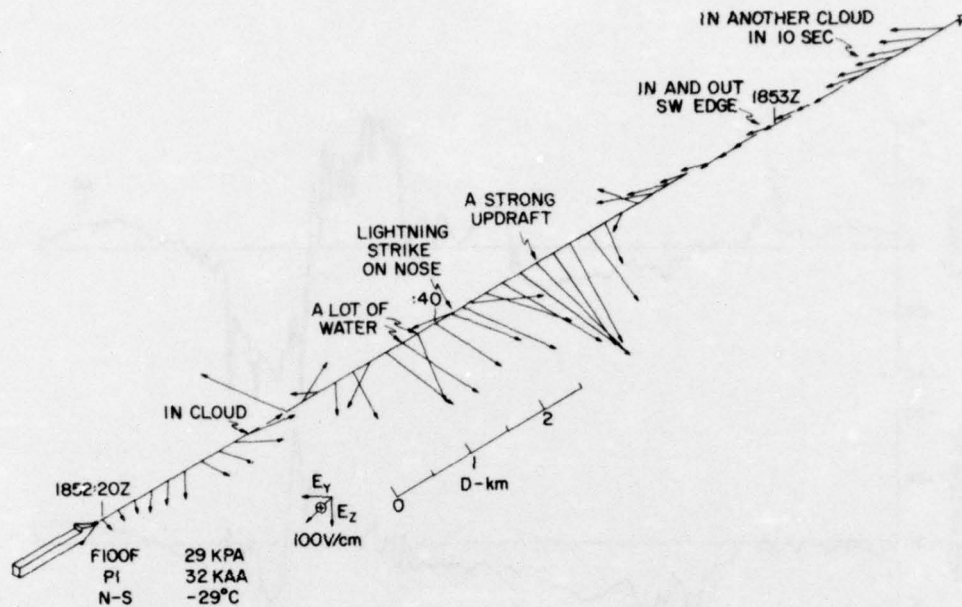 IN ANOTHER CLOUD
IN 10 SEC
IN AND OUT
SW EDGE
1853Z
A STRONG
UPDRAFT
LIGHTNING
STRIKE
ON NOSE
:40
A LOT OF
WATER
IN CLOUD
1852:20Z
0
1
2
D-km
EY
EZ
100V/cm
F100F 29 KPA
P1 32 KAA
N-S -29°C